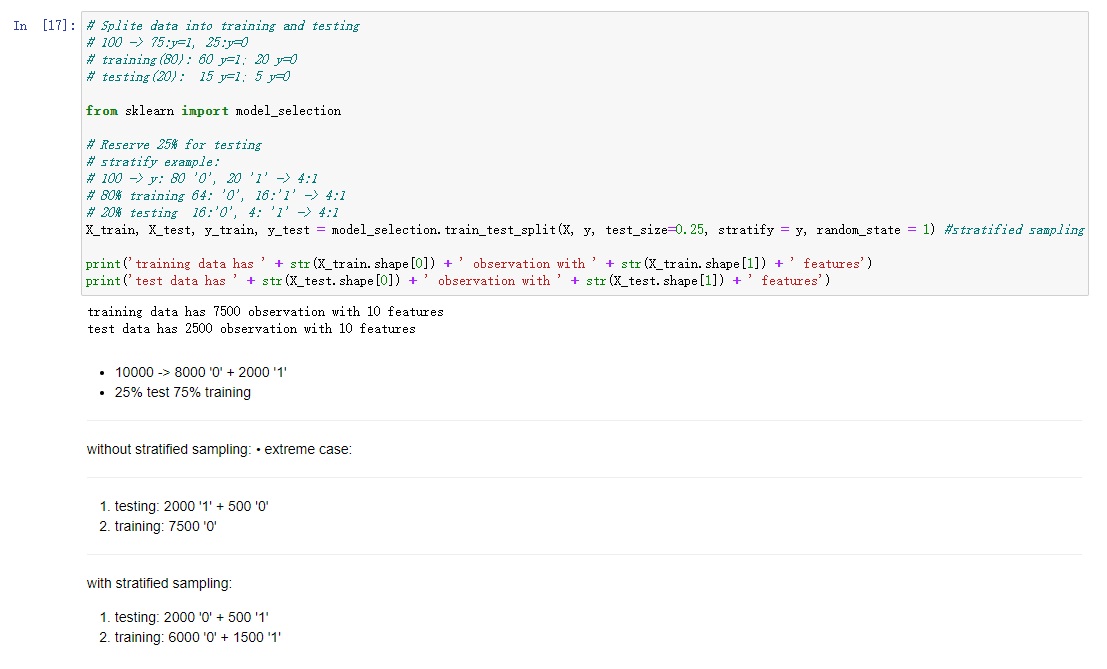 In [17]: # Splite data into training and testing
# 100 -> 75:y=1, 25:y=0
# training(80): 60 y=1; 20 y=0
# testing(20):  15 y=1; 5 y=0
from sklearn import model_selection
# Reserve 25% for testing
# stratify example:
# 100 -> y: 80 '0', 20 '1' -> 4:1
# 80% training 64: '0', 16:'1' -> 4:1
# 20% testing  16:'0', 4: '1' -> 4:1
X_train, X_test, y_train, y_test = model_selection.train_test_split(X, y, test_size=0.25, stratify = y, random_state = 1) #stratified sampling
print('training data has ' + str(X_train.shape[0]) + ' observation with ' + str(X_train.shape[1]) + ' features')
print('test data has ' + str(X_test.shape[0]) + ' observation with ' + str(X_test.shape[1]) + ' features')
training data has 7500 observation with 10 features
test data has 2500 observation with 10 features
• 10000 -> 8000 '0' + 2000 '1'
• 25% test 75% training
without stratified sampling: • extreme case:
1. testing: 2000 '1' + 500 '0'
2. training: 7500 '0'
with stratified sampling:
1. testing: 2000 '0' + 500 '1'
2. training: 6000 '0' + 1500 '1'